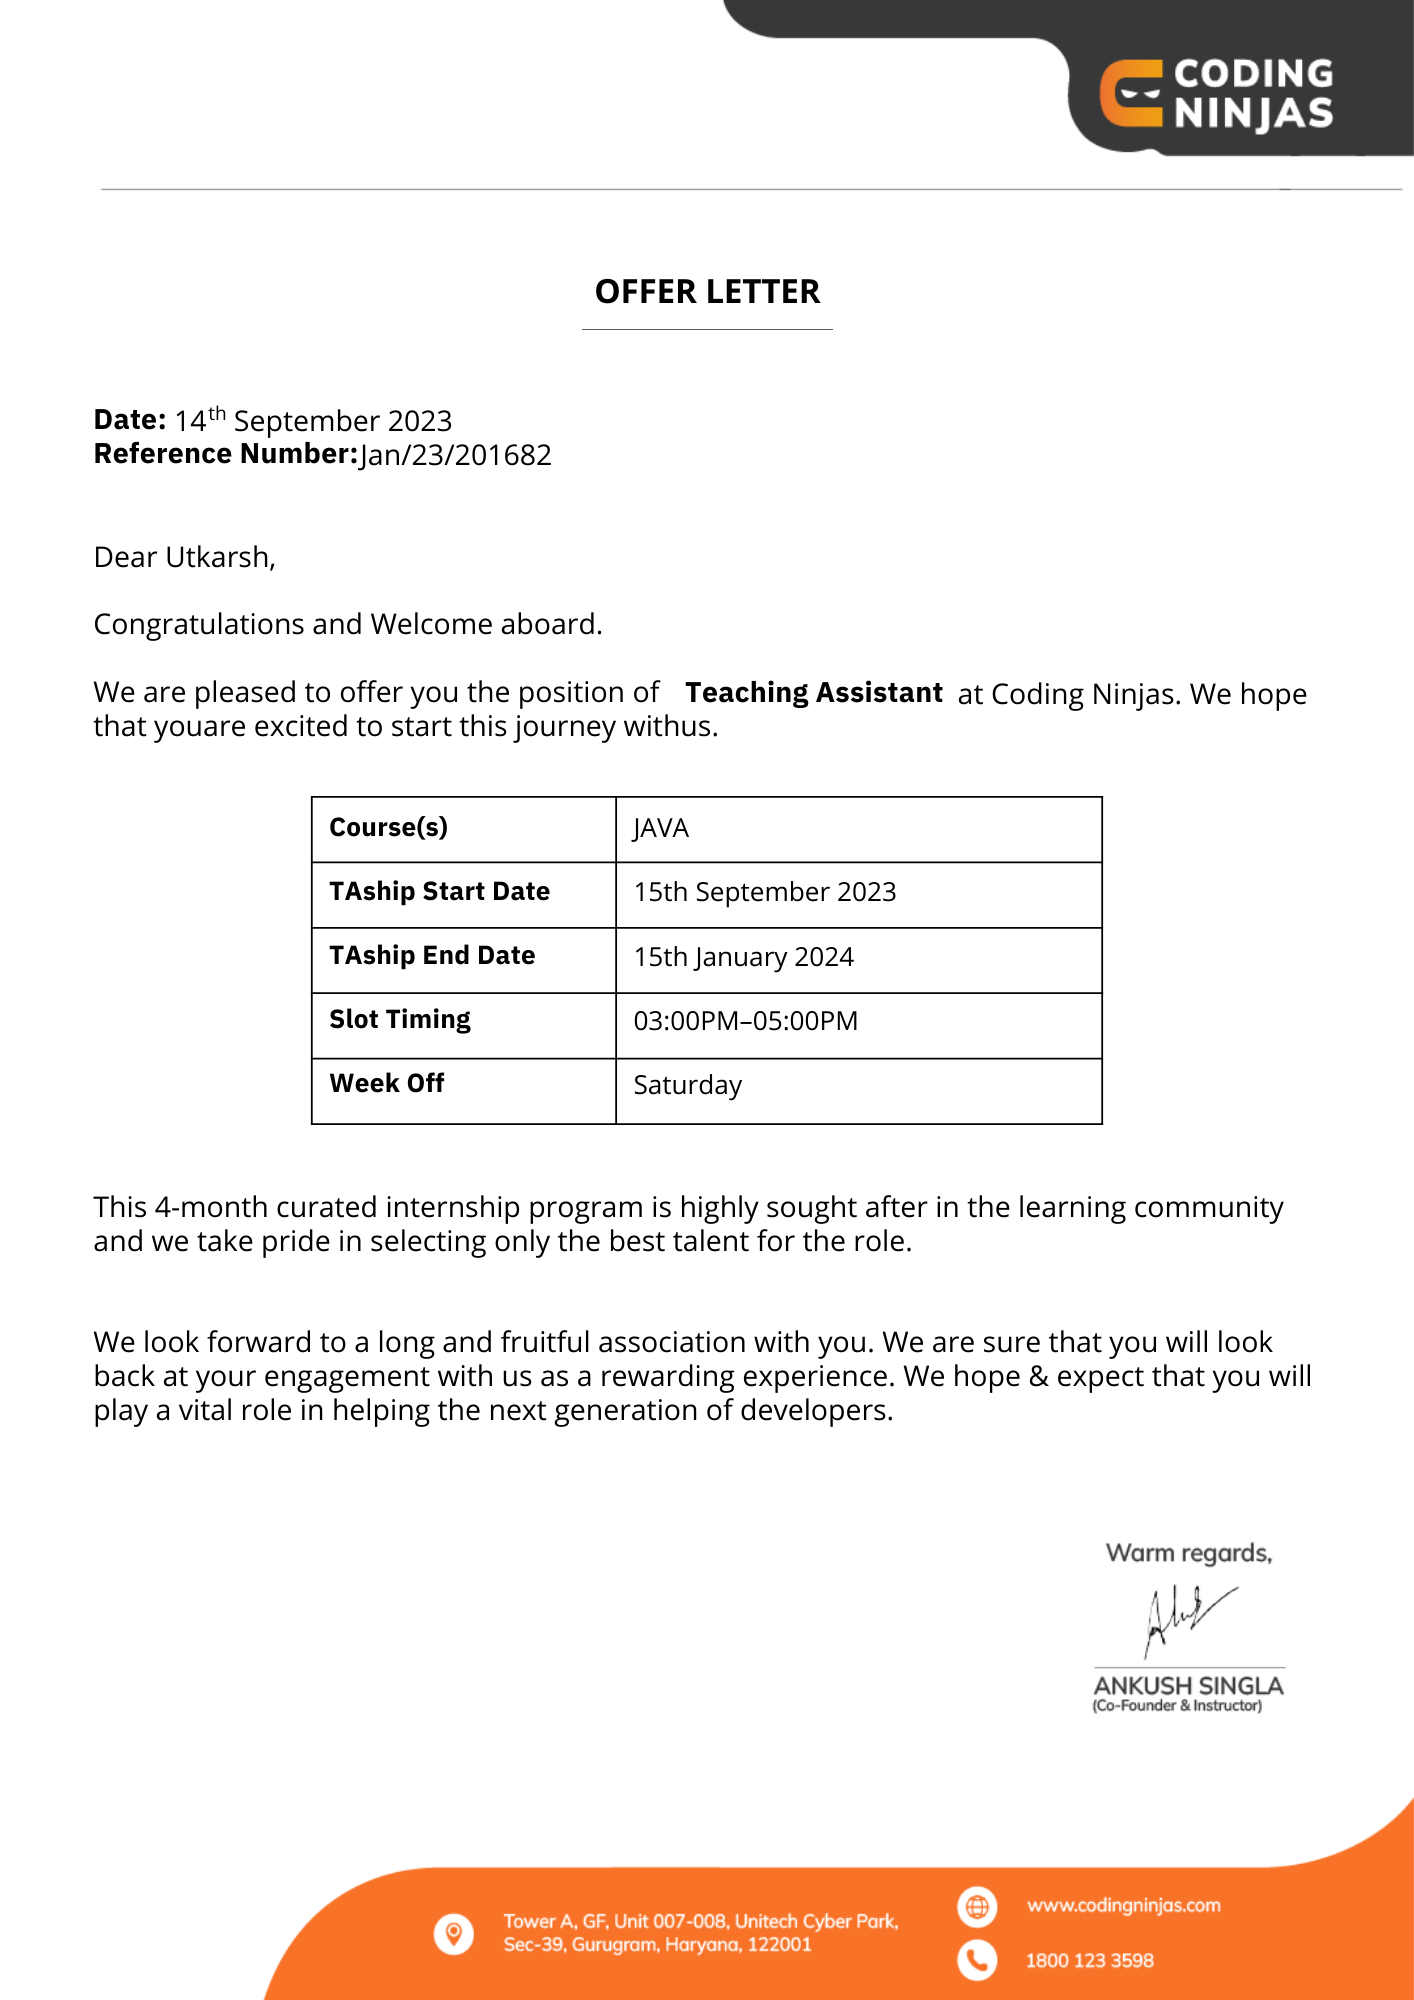 CODING
NINJAS
OFFER LETTER
Date: 14th September 2023
Reference Number:Jan/23/201682
Dear Utkarsh,
Congratulations and Welcome aboard.
We are pleased to offer you the position of Teaching Assistant at Coding Ninjas. We hope
that youare excited to start this journey withus.
Course(s) JAVA
TAship Start Date 15th September 2023
TAship End Date 15th January 2024
Slot Timing 03:00PM–05:00PM
Week Off Saturday
This 4-month curated internship program is highly sought after in the learning community
and we take pride in selecting only the best talent for the role.
We look forward to a long and fruitful association with you. We are sure that you will look
back at your engagement with us as a rewarding experience. We hope & expect that you will
play a vital role in helping the next generation of developers.
Warm regards,
ANKUSH SINGLA
(Co-Founder & Instructor)
Tower A, GF, Unit 007-008, Unitech Cyber Park,
Sec-39, Gurugram, Haryana, 122001
www.codingninjas.com
1800 123 3598